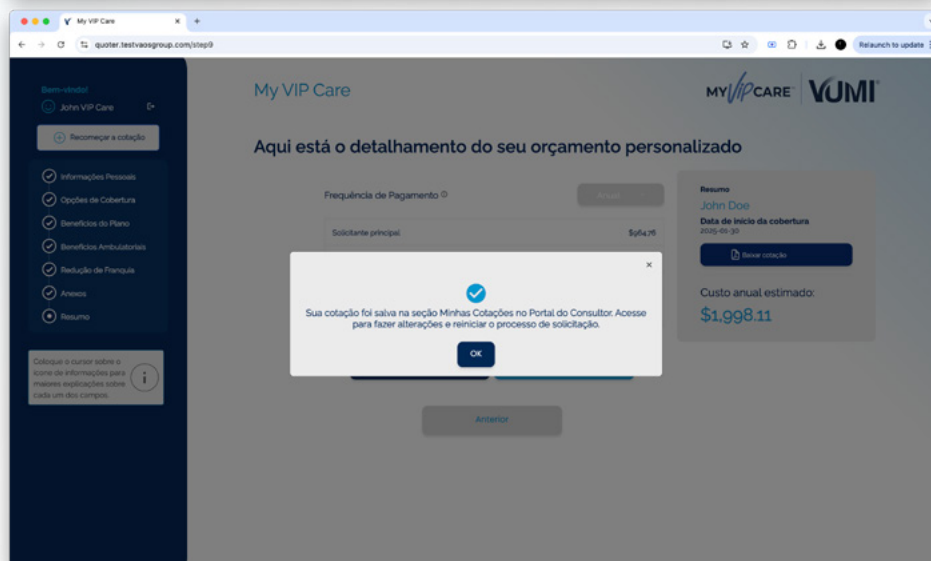 My VIP Care
quoter.testvaosgroup.com/step9
Relaunch to update
Bem-vindo!
John VIP Care
Recomeçar a cotação
Informações Pessoais
Opções de Cobertura
Benefícios do Plano
Benefícios Ambulatoriais
Redução de Franquia
Anexos
Resumo
Coloque o cursor sobre o
ícone de informações para
maiores explicações sobre
cada um dos campos.
My VIP Care
MY VIP CARE
VUMI
Aqui está o detalhamento do seu orçamento personalizado
Frequência de Pagamento
Anual
Solicitante principal
$964.76
Sua cotação foi salva na seção Minhas Cotações no Portal do Consultor. Acesse
para fazer alterações e reiniciar o processo de solicitação.
OK
Anterior
Resumo
John Doe
Data de início da cobertura
2025-01-30
Baixar cotação
Custo anual estimado:
$1,998.11